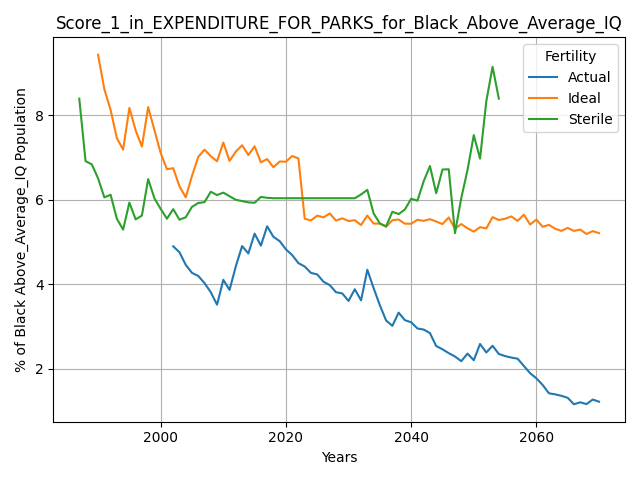 Score_1_in_EXPENDITURE_FOR_PARKS_for_Black_Above_Average_IQ
Fertility
Actual
Ideal
Sterile
% of Black Above_Average_IQ Population
8
6
4
2
2000
2020
2040
2060
Years